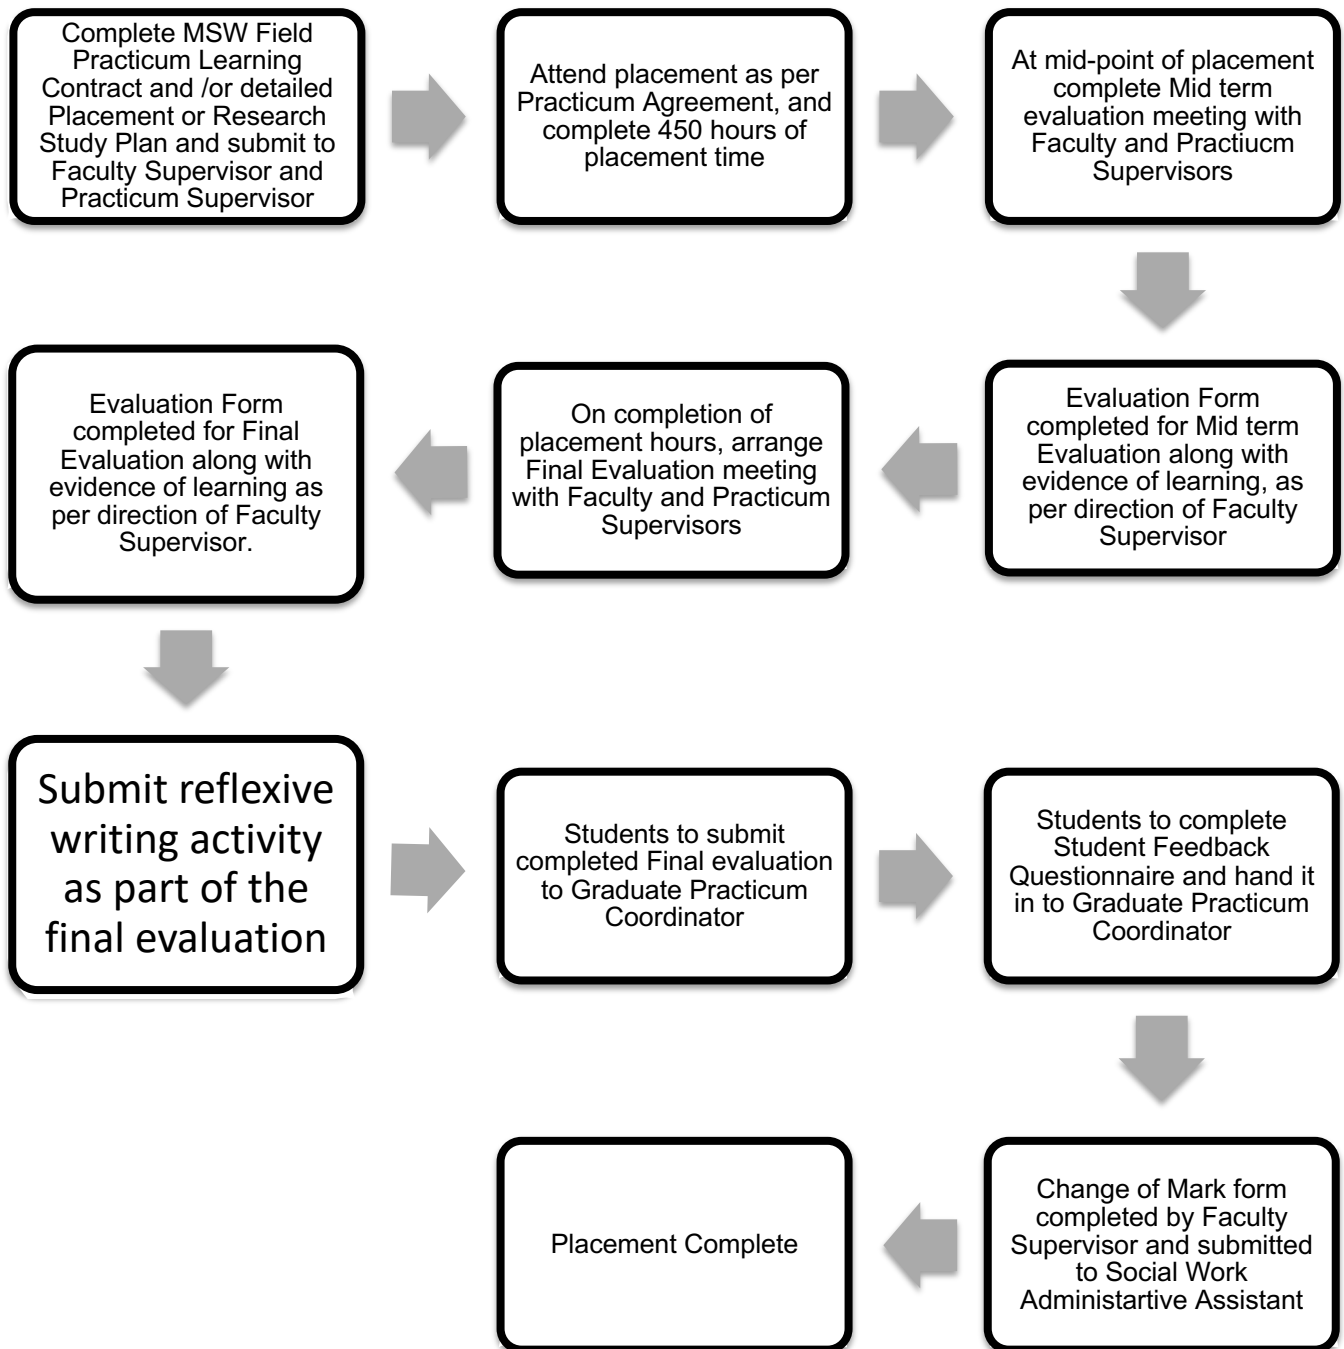 Complete MSW Field
Practicum Learning
Contract and /or detailed
Placement or Research
Study Plan and submit to
Faculty Supervisor and
Practicum Supervisor
Attend placement as per
Practicum Agreement, and
complete 450 hours of
placement time
At mid-point of placement
complete Mid term
evaluation meeting with
Faculty and Practiucm
Supervisors
Evaluation Form
completed for Mid term
Evaluation along with
evidence of learning, as
per direction of Faculty
Supervisor
On completion of
placement hours, arrange
Final Evaluation meeting
with Faculty and Practicum
Supervisors
Evaluation Form
completed for Final
Evaluation along with
evidence of learning as
per direction of Faculty
Supervisor.
Submit reflexive
writing activity
as part of the
final evaluation
Students to submit
completed Final evaluation
to Graduate Practicum
Coordinator
Students to complete
Student Feedback
Questionnaire and hand it
in to Graduate Practicum
Coordinator
Change of Mark form
completed by Faculty
Supervisor and submitted
to Social Work
Administartive Assistant
Placement Complete